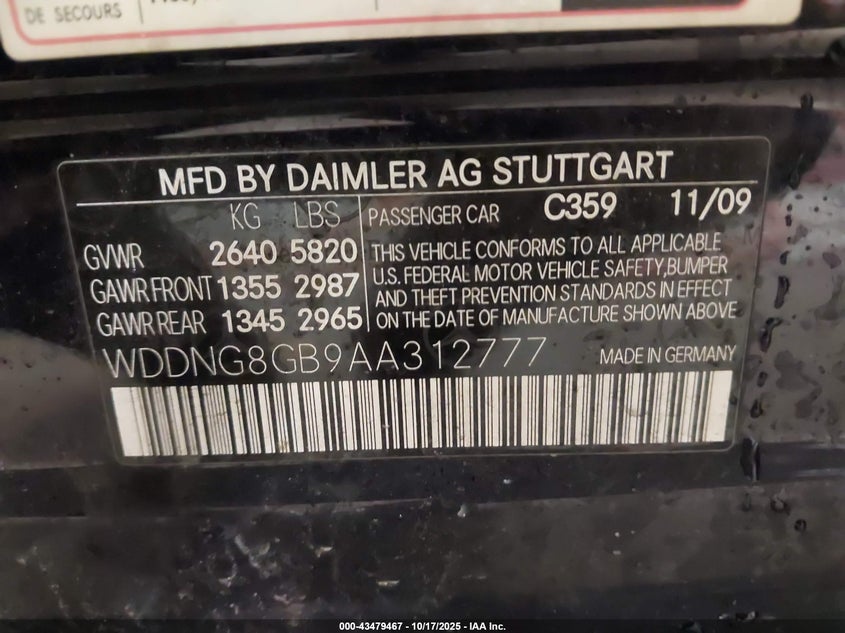 DE SECOURS
MFD BY DAIMLER AG STUTTGART
KG LBS PASSENGER CAR C359 11/09
GVWR 2640 5820
GAWR FRONT 1355 2987
GAWR REAR 1345 2965
THIS VEHICLE CONFORMS TO ALL APPLICABLE
U.S. FEDERAL MOTOR VEHICLE SAFETY,BUMPER
AND THEFT PREVENTION STANDARDS IN EFFECT
ON THE DATE OF MANUFACTURE SHOWN ABOVE
WDDNG8GB9AA312777 MADE IN GERMANY
000-43479467 - 10/17/2025 - IAA Inc.